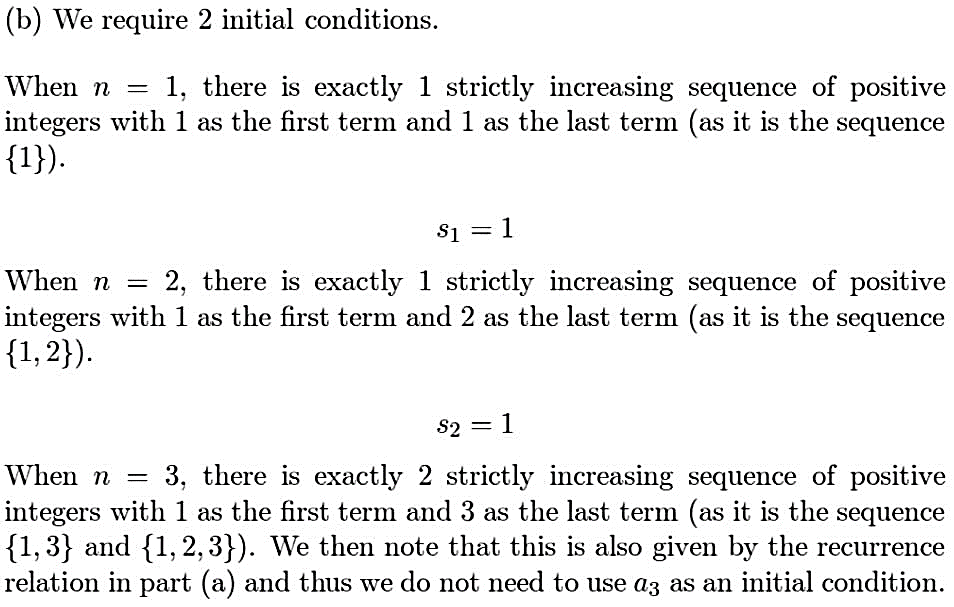 (b) We require 2 initial conditions.
When n = 1, there is exactly 1 strictly increasing sequence of positive
integers with 1 as the first term and 1 as the last term (as it is the sequence
{1}).
s₁ = 1
When n = 2, there is exactly 1 strictly increasing sequence of positive
integers with 1 as the first term and 2 as the last term (as it is the sequence
{1, 2}).
s₂ = 1
When n = 3, there is exactly 2 strictly increasing sequence of positive
integers with 1 as the first term and 3 as the last term (as it is the sequence
{1, 3} and {1, 2, 3}). We then note that this is also given by the recurrence
relation in part (a) and thus we do not need to use a₃ as an initial condition.